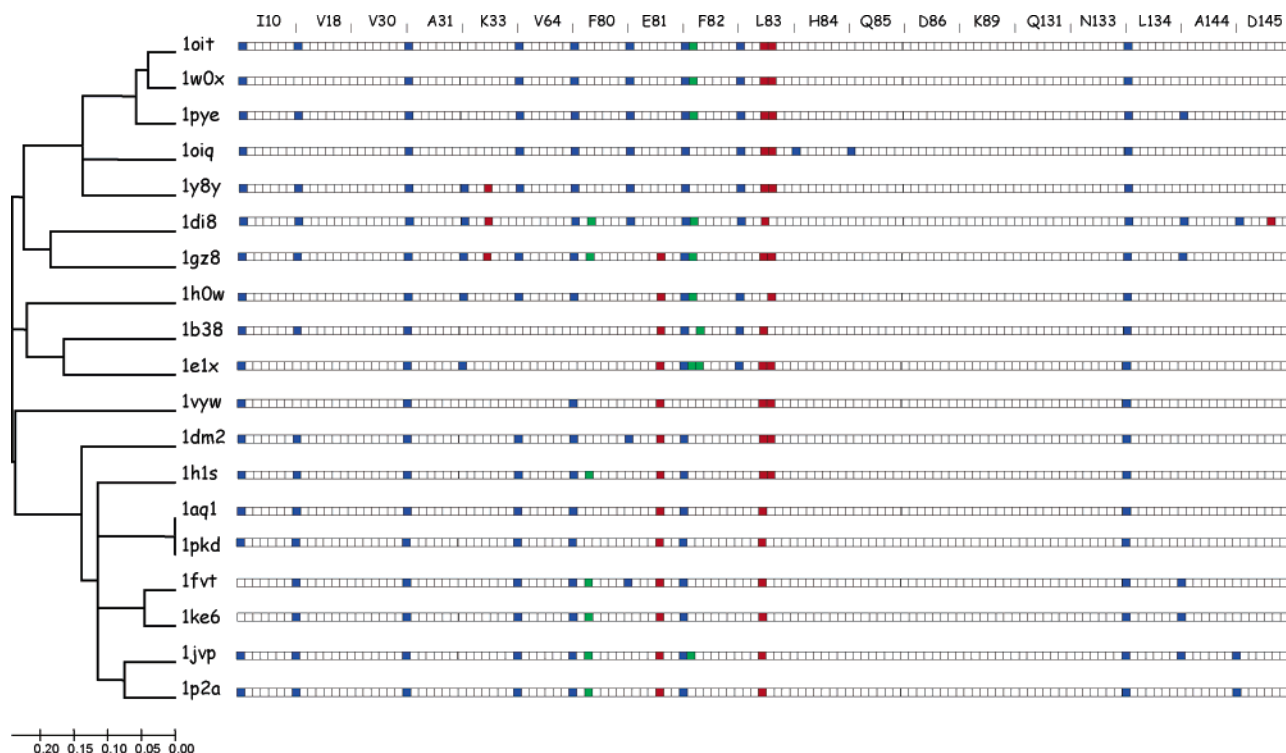 I10 V18 V30 A31 K33 V64 F80 E81 F82 L83 H84 Q85 D86 K89 Q131 N133 L134 A144 D145
1oit
1w0x
1pye
1oiq
1y8y
1di8
1gz8
1h0w
1b38
1e1x
1vyw
1dm2
1h1s
1aq1
1pkd
1fvt
1ke6
1jvp
1p2a
0.20 0.15 0.10 0.05 0.00